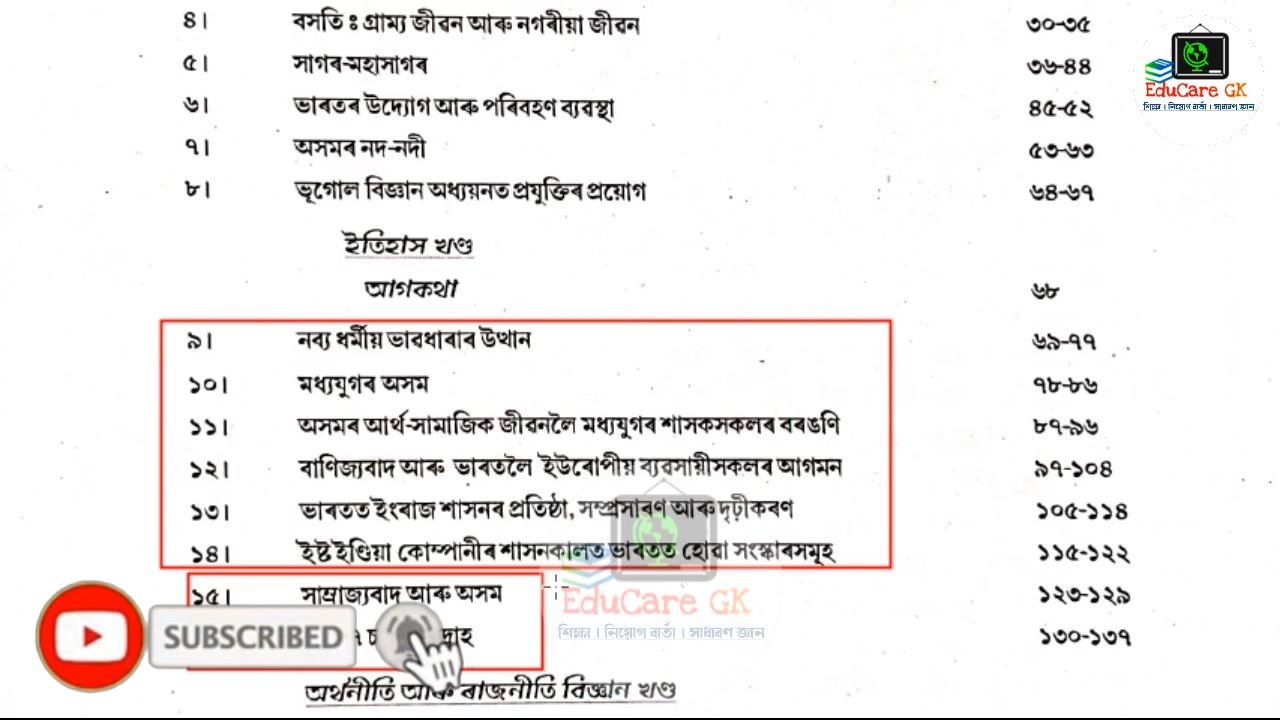 ৪। বসতি ঃ গ্ৰাম্য জীৱন আৰু নগৰীয়া জীৱন ৩০-৩৫
৫। সাগৰ-মহাসাগৰ ৩৬-৪৪
৬। ভাৰতৰ উদ্যোগ আৰু পৰিবহণ ব্যৱস্থা ৪৫-৫২
৭। অসমৰ নদ-নদী ৫৩-৬৩
৮। ভূগোল বিজ্ঞান অধ্যয়নত প্ৰযুক্তিৰ প্ৰয়োগ ৬৪-৬৭
EduCare GK
শিক্ষা । নিয়োগ বাৰ্তা । সাধাৰণ জ্ঞান
ইতিহাস খণ্ড
আগকথা ৬৮
৯। নব্য ধৰ্মীয় ভাবধাৰাৰ উত্থান ৬৯-৭৭
১০। মধ্যযুগৰ অসম ৭৮-৮৬
১১। অসমৰ আৰ্থ-সামাজিক জীৱনলৈ মধ্যযুগৰ শাসকসকলৰ বৰঙণি ৮৭-৯৬
১২। বাণিজ্যবাদ আৰু ভাৰতলৈ ইউৰোপীয় ব্যৱসায়ীসকলৰ আগমন ৯৭-১০৪
১৩। ভাৰতত ইংৰাজ শাসনৰ প্ৰতিষ্ঠা, সম্প্ৰসাৰণ আৰু দৃঢ়ীকৰণ ১০৫-১১৪
১৪। ইষ্ট ইণ্ডিয়া কোম্পানীৰ শাসনকালত ভাৰতত হোৱা সংস্কাৰসমূহ ১১৫-১২২
১৫। সাম্ৰাজ্যবাদ আৰু অসম ১২৩-১২৯
EduCare GK
শিক্ষা । নিয়োগ বাৰ্তা । সাধাৰণ জ্ঞান
SUBSCRIBED
১৩০-১৩৭
অৰ্থনীতি আৰু ৰাজনীতি বিজ্ঞান খণ্ড